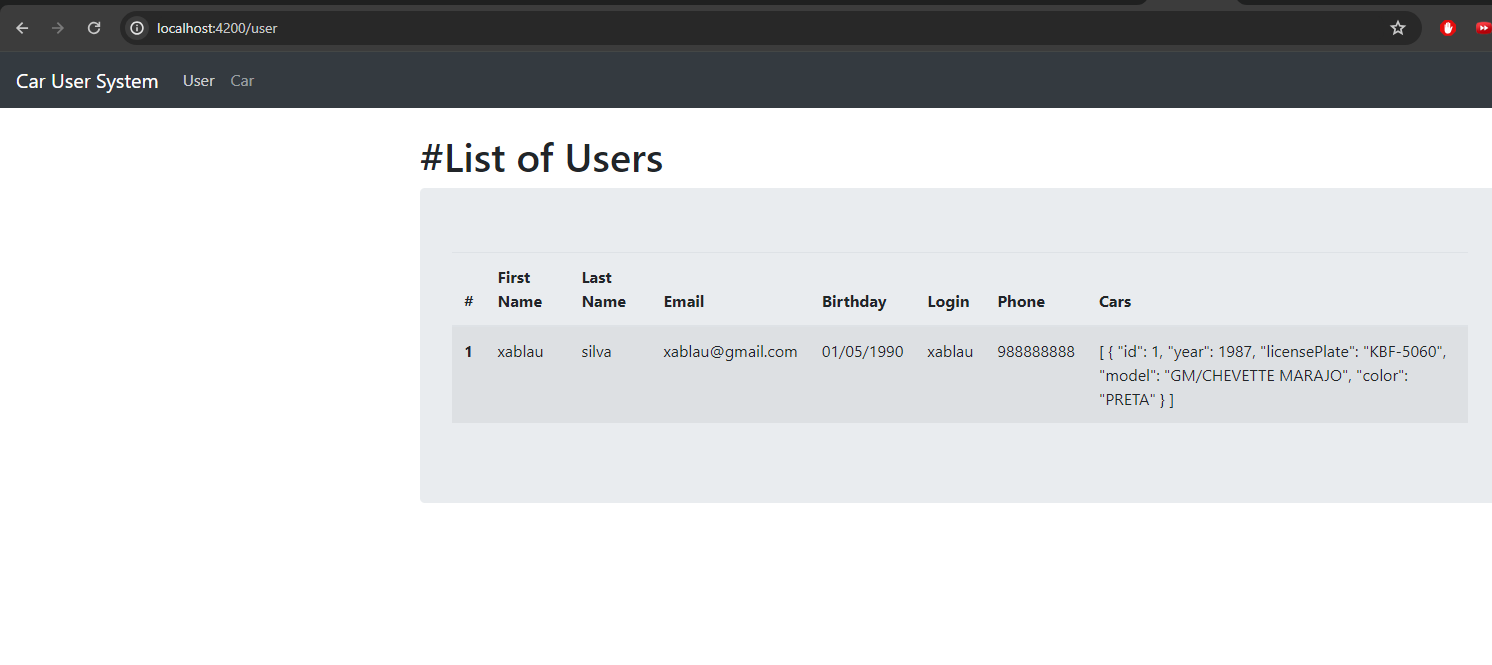 localhost:4200/user
Car User System User Car
#List of Users
# First Name Last Name Email Birthday Login Phone Cars
1 xablau silva xablau@gmail.com 01/05/1990 xablau 988888888 [ { "id": 1, "year": 1987, "licensePlate": "KBF-5060",
"model": "GM/CHEVETTE MARAJO", "color":
"PRETA" } ]